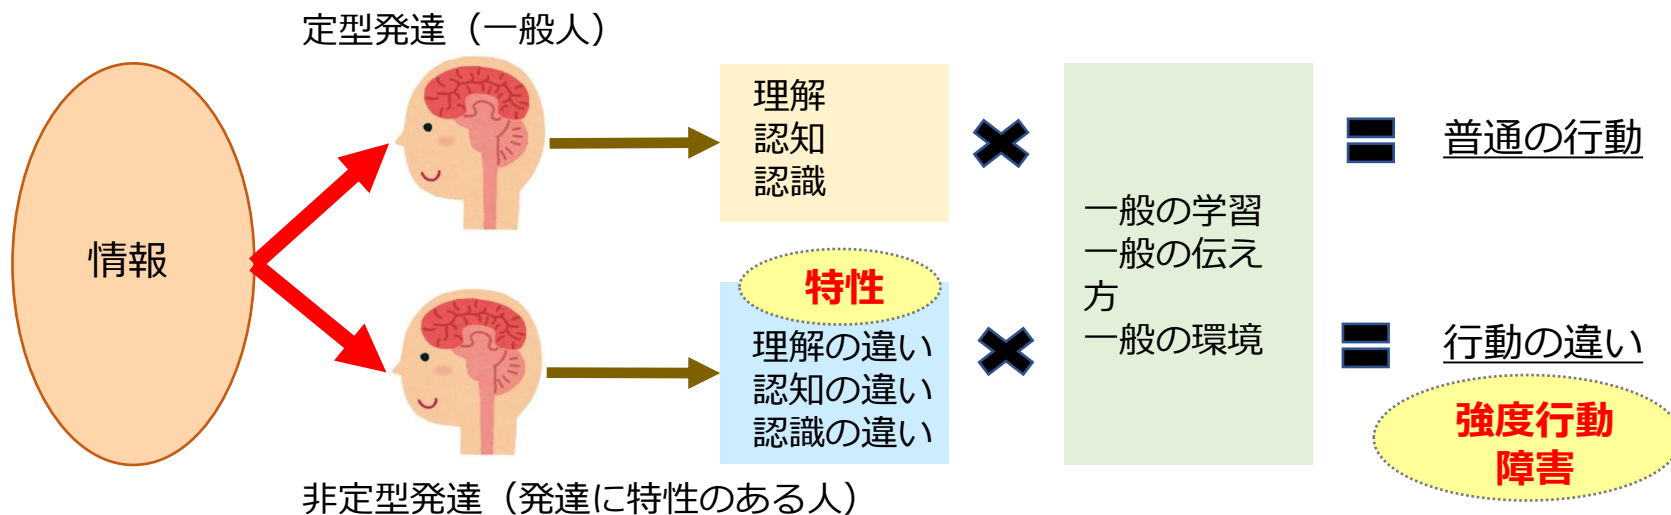 定型発達（一般人）
情報
理解
認知
認識
特性
理解の違い
認知の違い
認識の違い
一般の学習
一般の伝え
方
一般の環境
普通の行動
行動の違い
強度行動
障害
非定型発達（発達に特性のある人）